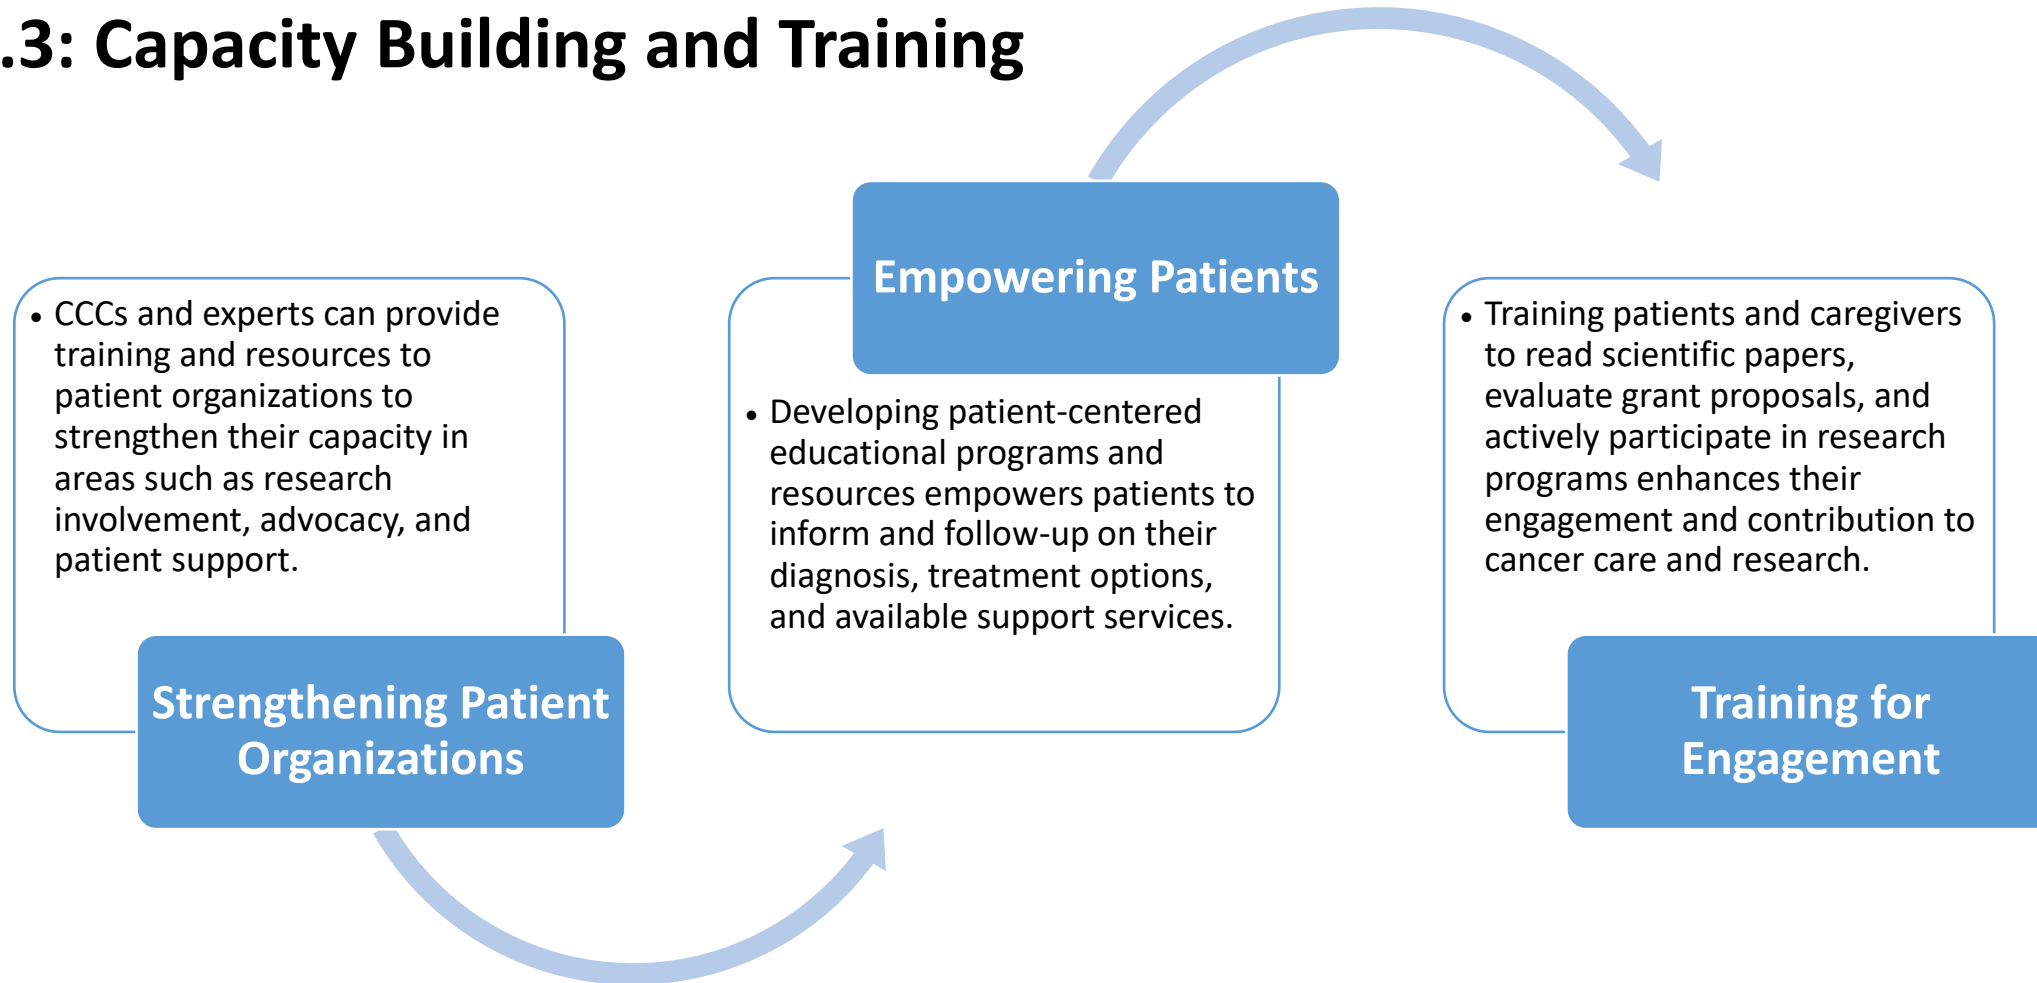 .3: Capacity Building and Training
• CCCs and experts can provide
training and resources to
patient organizations to
strengthen their capacity in
areas such as research
involvement, advocacy, and
patient support.
Strengthening Patient
Organizations
Empowering Patients
• Developing patient-centered
educational programs and
resources empowers patients to
inform and follow-up on their
diagnosis, treatment options,
and available support services.
• Training patients and caregivers
to read scientific papers,
evaluate grant proposals, and
actively participate in research
programs enhances their
engagement and contribution to
cancer care and research.
Training for
Engagement